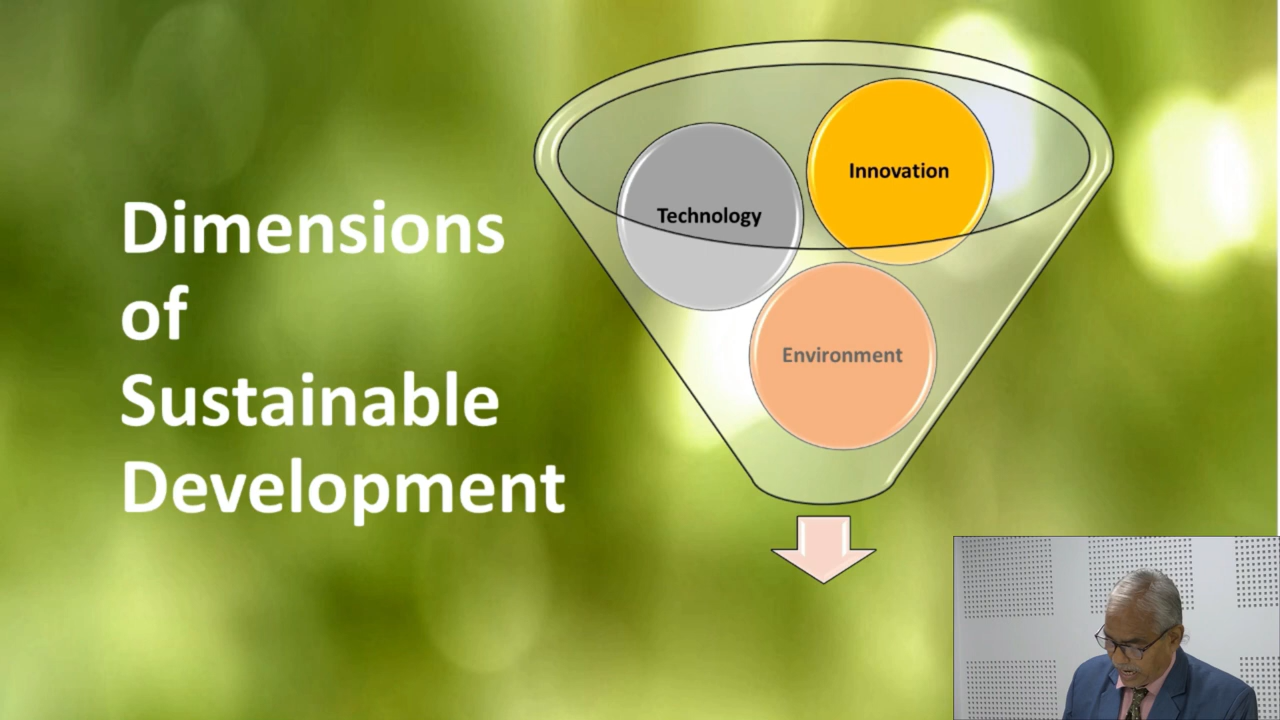 Dimensions
of
Sustainable
Development
Innovation
Technology
Environment